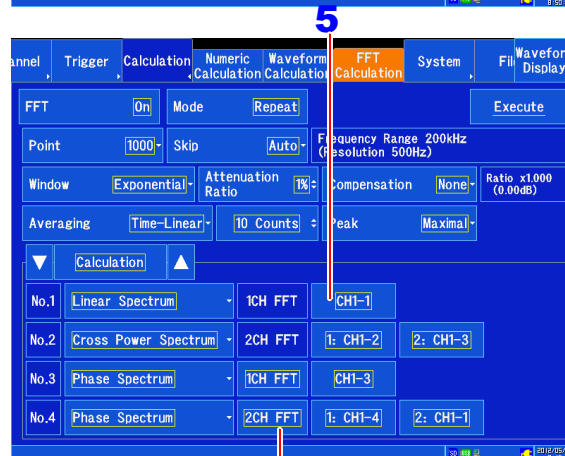 8:50
5
annel Trigger Calculation Numeric Calculation Waveform Calculation FFT Calculation System File Waveform Display
FFT On Mode Repeat Execute
Point 1000 Skip Auto Frequency Range 200kHz
(Resolution 500Hz)
Window Exponential Attenuation Ratio 1% Compensation None Ratio x1.000
(0.00dB)
Averaging Time-Linear 10 Counts Peak Maximal
Calculation
No.1 Linear Spectrum 1CH FFT CH1-1
No.2 Cross Power Spectrum 2CH FFT 1: CH1-2 2: CH1-3
No.3 Phase Spectrum 1CH FFT CH1-3
No.4 Phase Spectrum 2CH FFT 1: CH1-4 2: CH1-1
SD